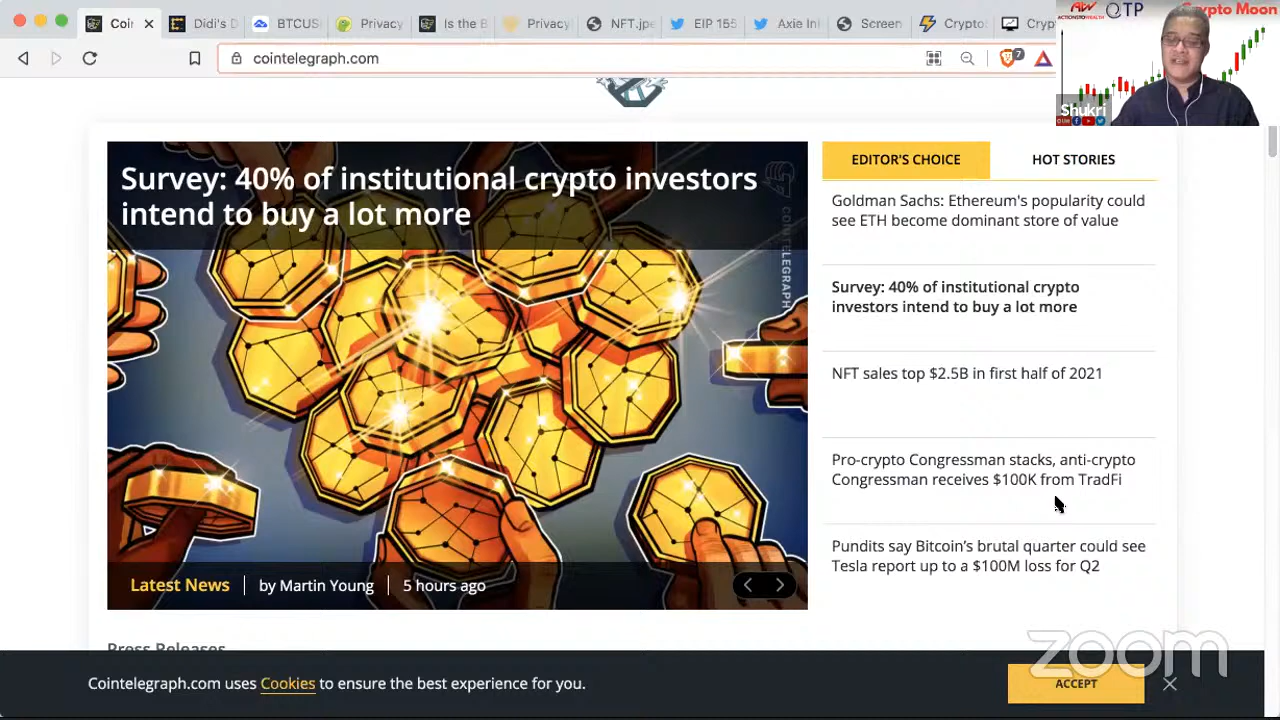 Coin
Didi's D
BTCUS
Privacy
Is the B
Privacy
NFT.jpe
EIP 155
Axie In
Screen
Crypto
Cryp
cointelegraph.com
7
AW
ACTIONSTOWEALTH
OTP
Crypto Moon
Shukri
Survey: 40% of institutional crypto investors
intend to buy a lot more
COINTELEGRAPH
Latest News
by Martin Young
5 hours ago
EDITOR'S CHOICE
HOT STORIES
Goldman Sachs: Ethereum's popularity could
see ETH become dominant store of value
Survey: 40% of institutional crypto
investors intend to buy a lot more
NFT sales top $2.5B in first half of 2021
Pro-crypto Congressman stacks, anti-crypto
Congressman receives $100K from TradFi
Pundits say Bitcoin’s brutal quarter could see
Tesla report up to a $100M loss for Q2
Press Releases
zoom
Cointelegraph.com uses Cookies to ensure the best experience for you.
ACCEPT